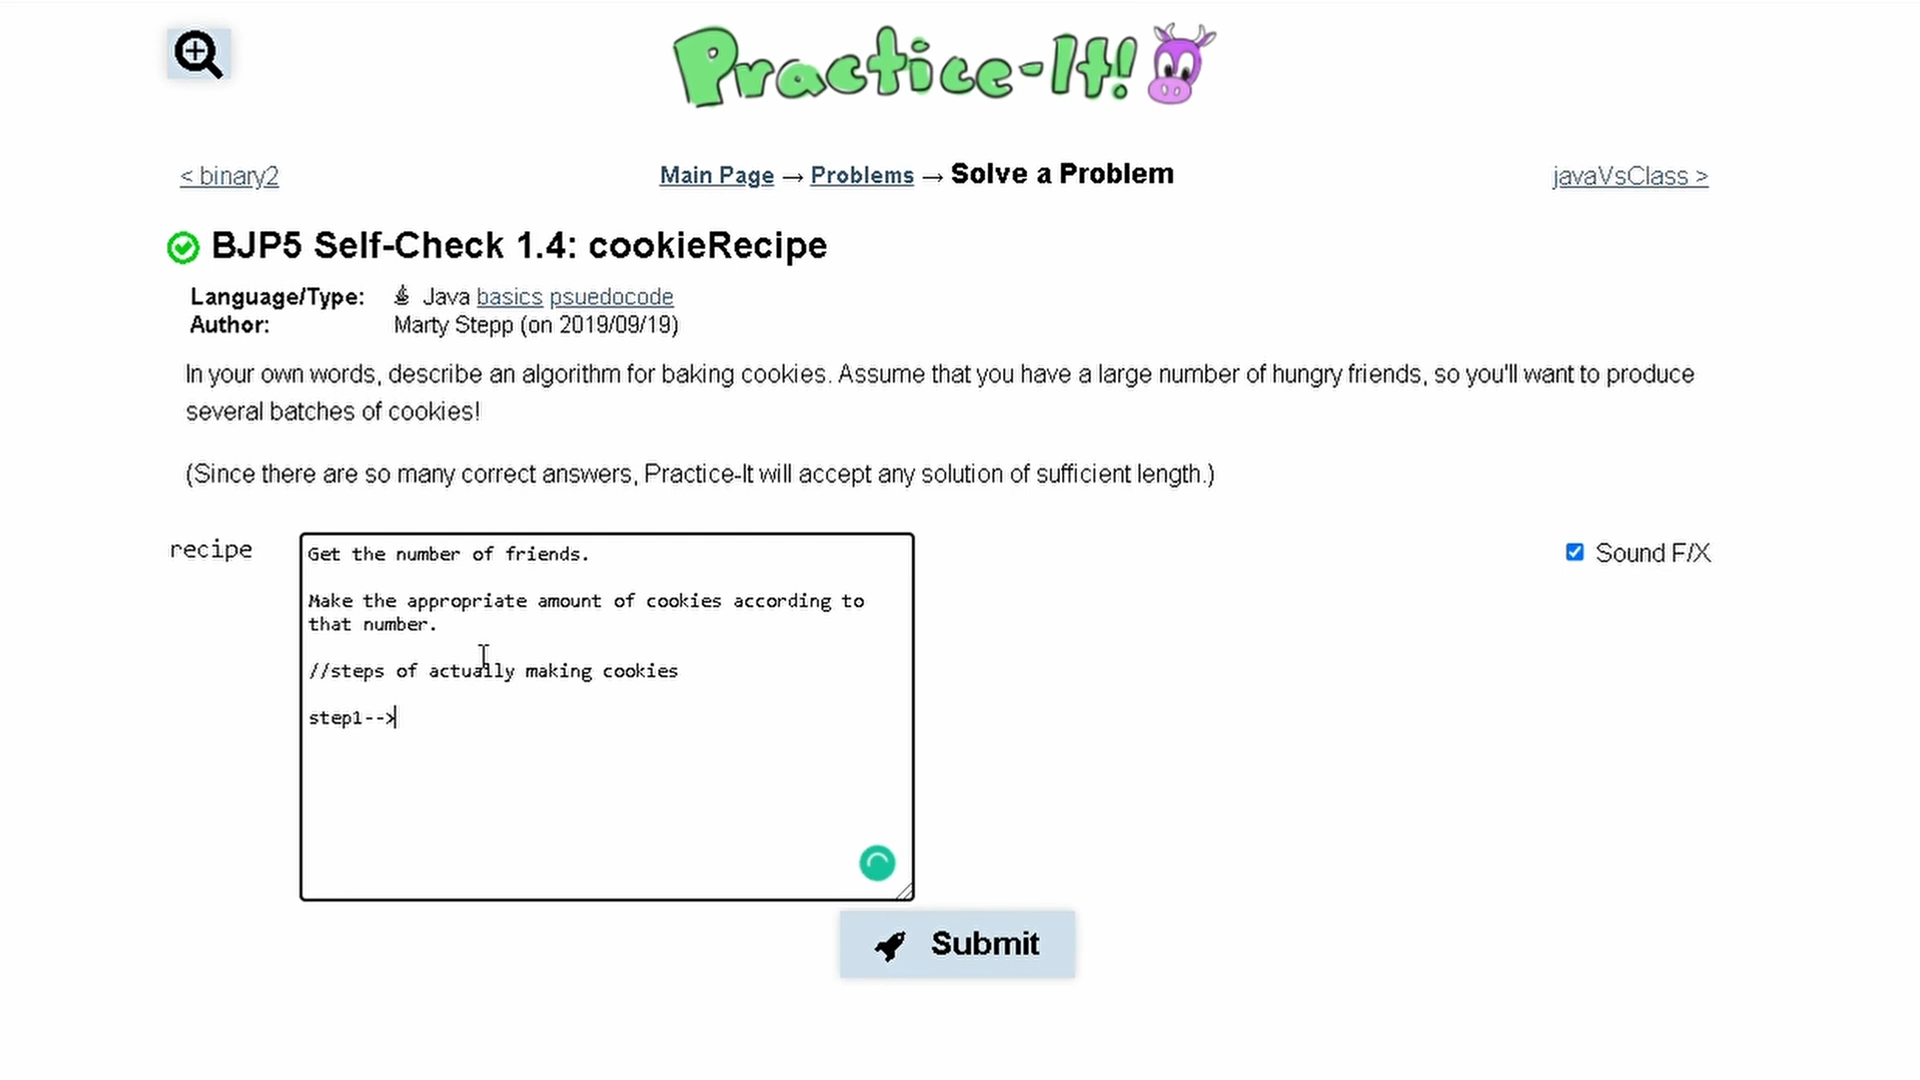 Practice-It!
< binary2
Main Page → Problems → Solve a Problem
javaVsClass >
BJP5 Self-Check 1.4: cookieRecipe
Language/Type: Java basics psuedocode
Author: Marty Stepp (on 2019/09/19)
In your own words, describe an algorithm for baking cookies. Assume that you have a large number of hungry friends, so you'll want to produce
several batches of cookies!
(Since there are so many correct answers, Practice-It will accept any solution of sufficient length.)
recipe
Get the number of friends.
Make the appropriate amount of cookies according to
that number.
//steps of actually making cookies
step1-->
Sound F/X
Submit